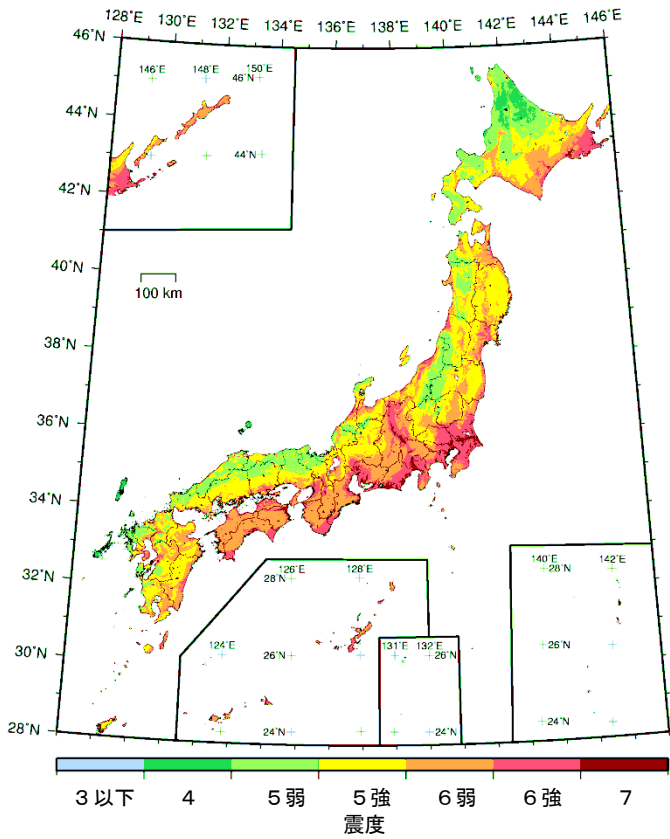 128°E 130°E 132°E 134°E 136°E 138°E 140°E 142°E 144°E 146°E
46°N
146°E 148°E 150°E
46°N
44°N
44°N
42°N
40°N
100 km
38°N
36°N
34°N
32°N
126°E 128°E
28°N
140°E 142°E
28°N
30°N
124°E
26°N
26°N
131°E 132°E
26°N
26°N
28°N
24°N
24°N
24°N
24°N
３以下 4 ５弱 ５強 ６弱 ６強 7
震度